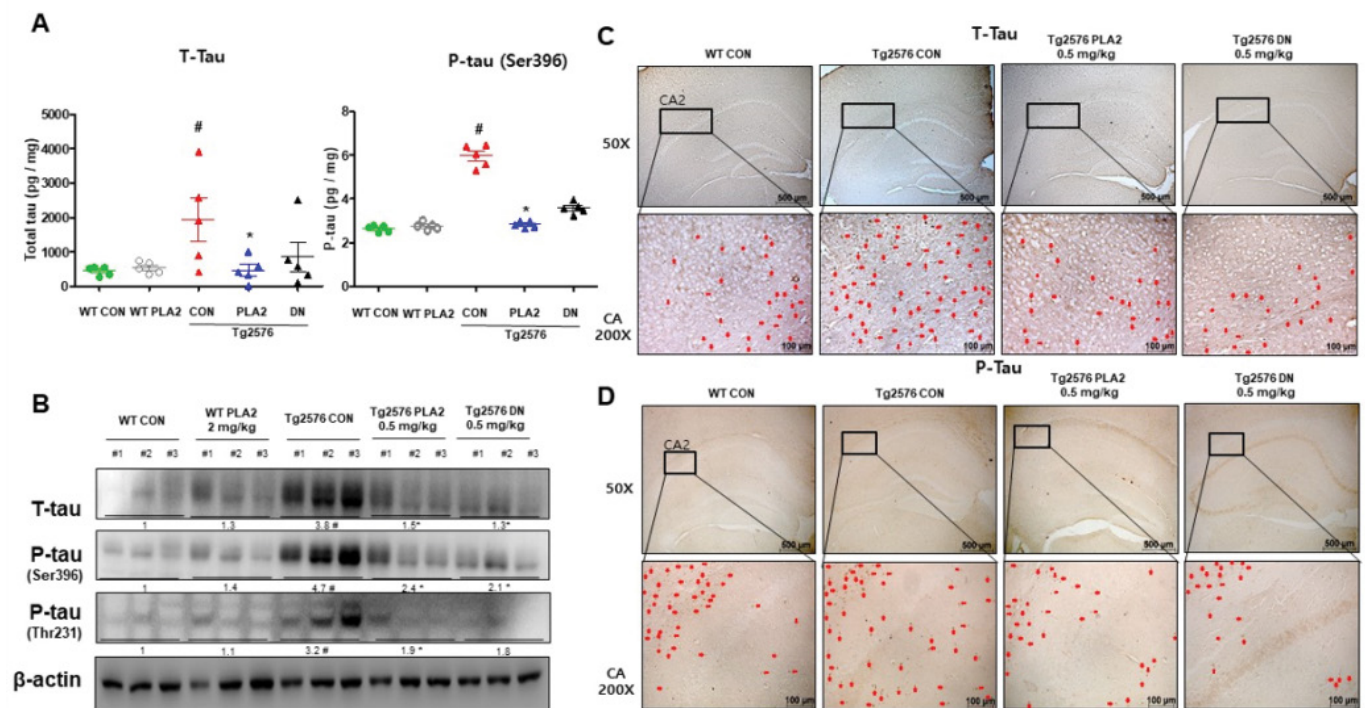 A
T-Tau
P-tau (Ser396)
Total tau (pg / mg)
5000
4000
3000
2000
1000
0
#
*
WT CON WT PLA2 CON PLA2 DN
Tg2576
P-tau (pg / mg)
8
6
4
2
0
#
*
WT CON WT PLA2 CON PLA2 DN
Tg2576
B
WT CON
WT PLA2
2 mg/kg
Tg2576 CON
Tg2576 PLA2
0.5 mg/kg
Tg2576 DN
0.5 mg/kg
#1 #2 #3 #1 #2 #3 #1 #2 #3 #1 #2 #3 #1 #2 #3
T-tau
1 1.3 3.8 # 1.5* 1.3*
P-tau
(Ser396)
1 1.4 4.7 # 2.4 * 2.1 *
P-tau
(Thr231)
1 1.1 3.2 # 1.9 * 1.8
β-actin
C
T-Tau
WT CON
Tg2576 CON
Tg2576 PLA2
0.5 mg/kg
Tg2576 DN
0.5 mg/kg
CA2
50X
500 µm 500 µm 500 µm 500 µm
CA
200X
100 µm 100 µm 100 µm 100 µm
D
P-Tau
WT CON
Tg2576 CON
Tg2576 PLA2
0.5 mg/kg
Tg2576 DN
0.5 mg/kg
CA2
50X
500 µm 500 µm 500 µm 500 µm
CA
200X
100 µm 100 µm 100 µm 100 µm